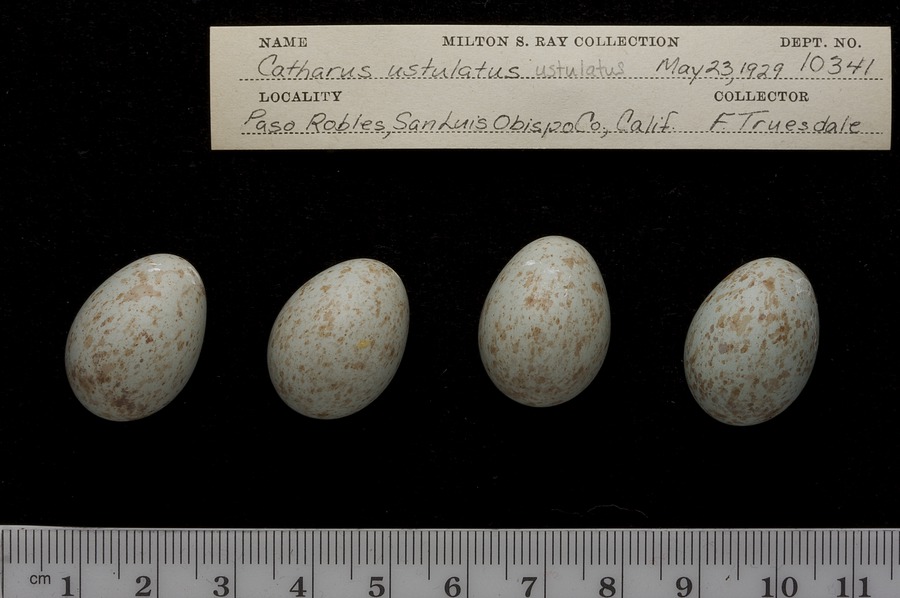 NAME MILTON S. RAY COLLECTION DEPT. NO.
Catharus ustulatus ustulatus May 23, 1929 10341
LOCALITY COLLECTOR
Paso Robles, San Luis Obispo Co., Calif. F. Truesdale
cm 1 2 3 4 5 6 7 8 9 10 11